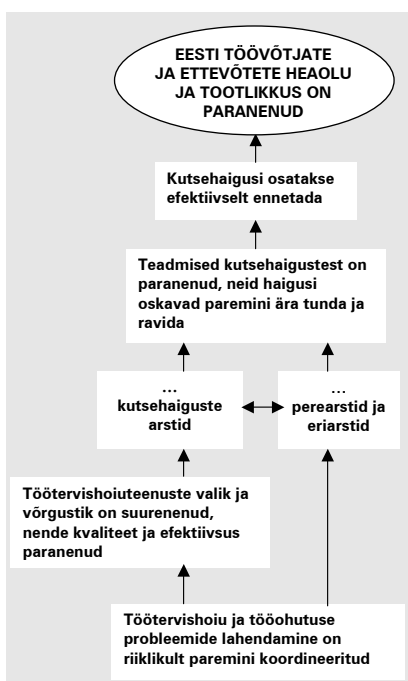 EESTI TÖÖVÕTJATE
JA ETTEVÕTETE HEAOLU
JA TOOTLIKKUS ON
PARANENUD
Kutsehaigusi osatakse
efektiivselt ennetada
Teadmised kutsehaigustest on
paranenud, neid haigusi
oskavad paremini ära tunda ja
ravida
...
kutsehaiguste
arstid
...
perearstid ja
eriarstid
Töötervishoiuteenuste valik ja
võrgustik on suurenenud,
nende kvaliteet ja efektiivsus
paranenud
Töötervishoiu ja tööohutuse
probleemide lahendamine on
riiklikult paremini koordineeritud